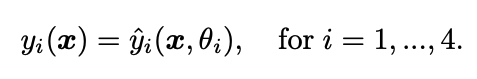 yᵢ(𝒙) = ŷᵢ(𝒙, θᵢ), for i = 1, ..., 4.